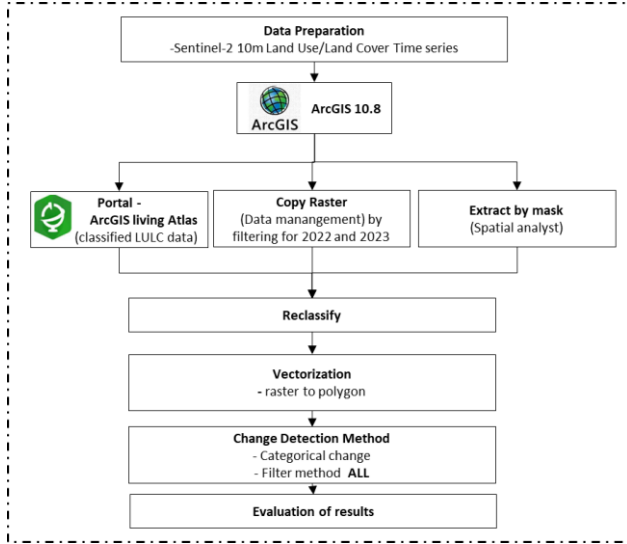 Data Preparation
-Sentinel-2 10m Land Use/Land Cover Time series
ArcGIS
ArcGIS 10.8
Portal -
ArcGIS living Atlas
(classified LULC data)
Copy Raster
(Data manangement) by
filtering for 2022 and 2023
Extract by mask
(Spatial analyst)
Reclassify
Vectorization
- raster to polygon
Change Detection Method
- Categorical change
- Filter method ALL
Evaluation of results